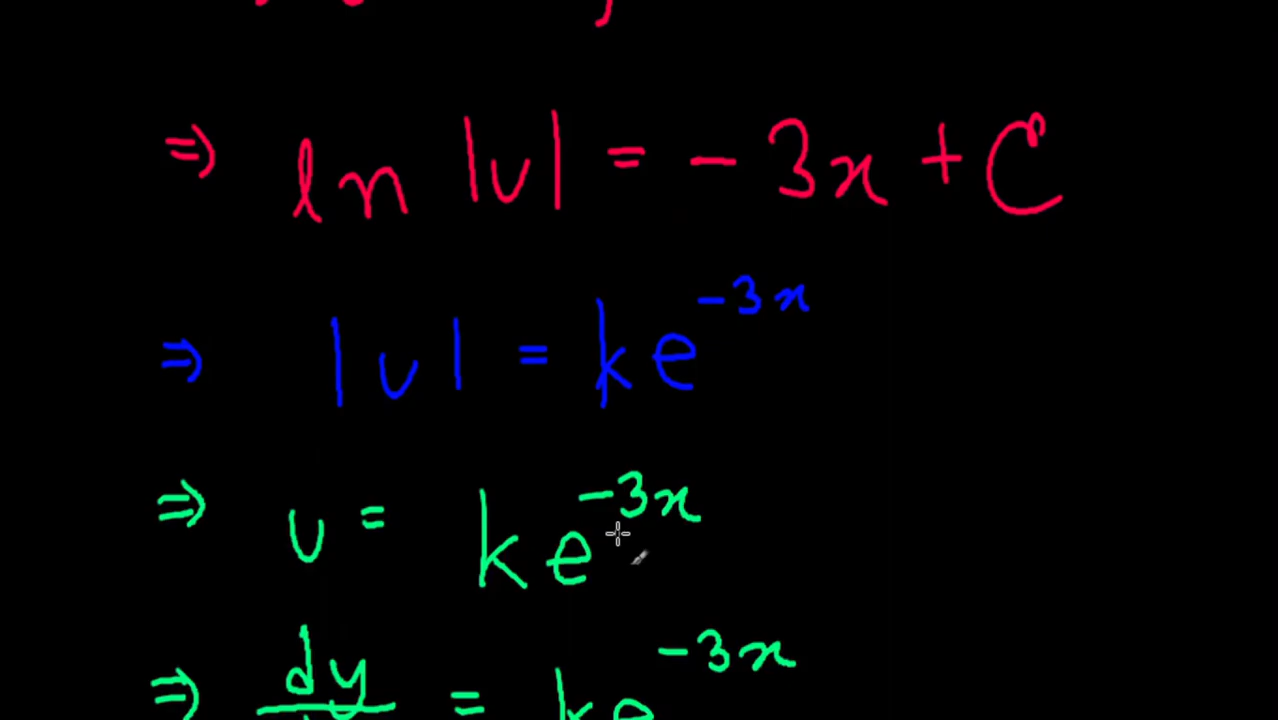 ⇒ ln |v| = -3x + C
⇒ |v| = ke^{-3x}
⇒ v = ke^{-3x}
⇒ dy = ke^{-3x}